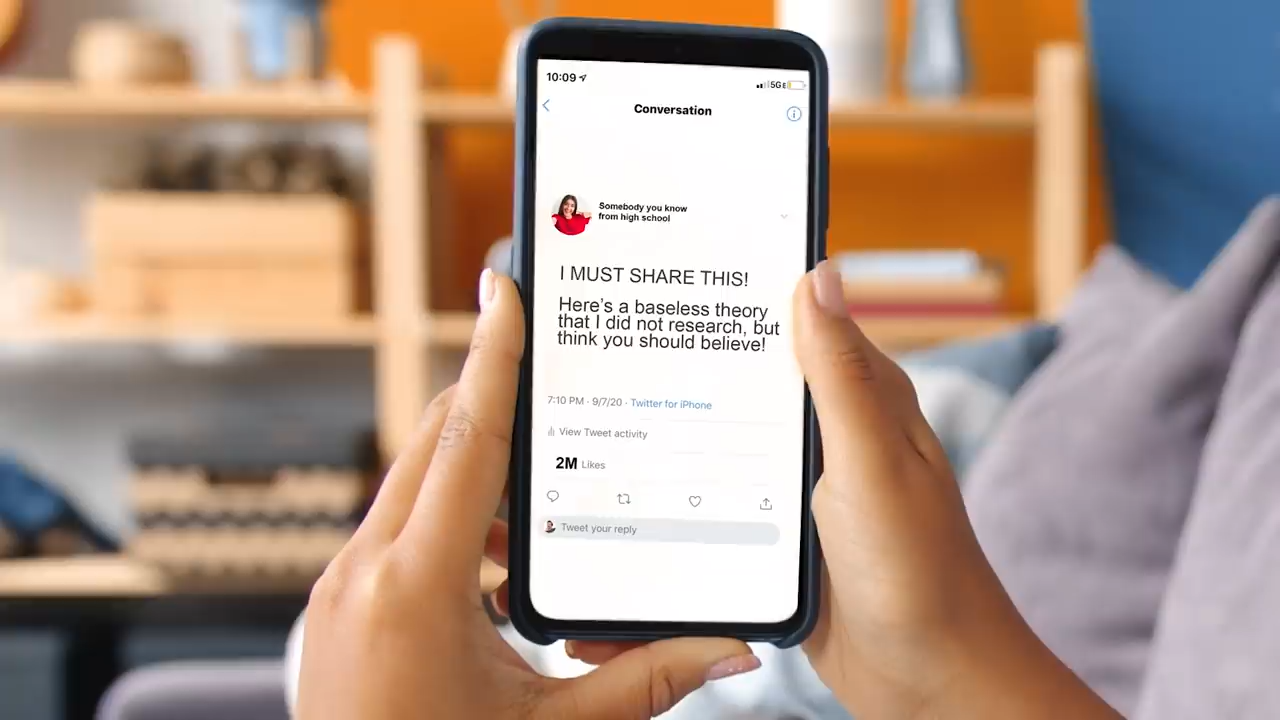 10:09
5GE
Conversation
Somebody you know
from high school
I MUST SHARE THIS!
Here's a baseless theory
that I did not research, but
think you should believe!
7:10 PM · 9/7/20 · Twitter for iPhone
View Tweet activity
2M Likes
Tweet your reply